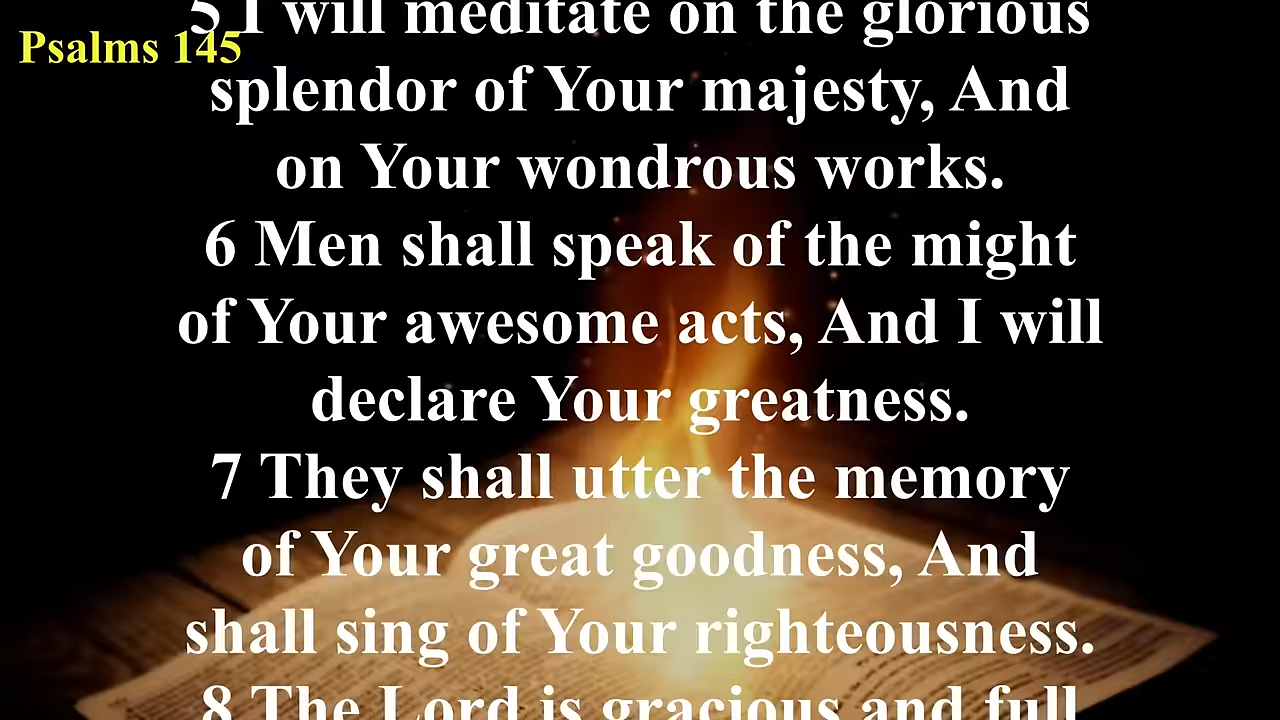 Psalms 145
5 I will meditate on the glorious
splendor of Your majesty, And
on Your wondrous works.
6 Men shall speak of the might
of Your awesome acts, And I will
declare Your greatness.
7 They shall utter the memory
of Your great goodness, And
shall sing of Your righteousness.
8 The Lord is gracious and full